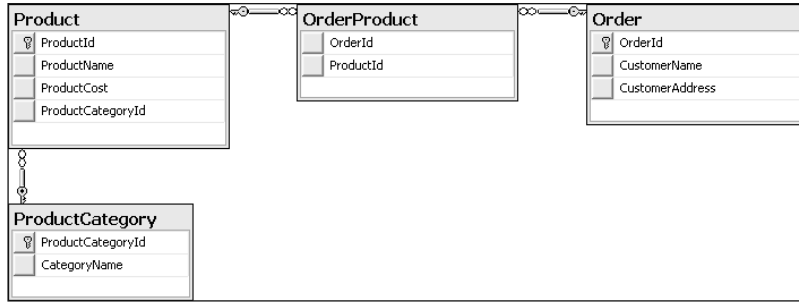 Product
ProductId
ProductName
ProductCost
ProductCategoryId
OrderProduct
OrderId
ProductId
Order
OrderId
CustomerName
CustomerAddress
ProductCategory
ProductCategoryId
CategoryName